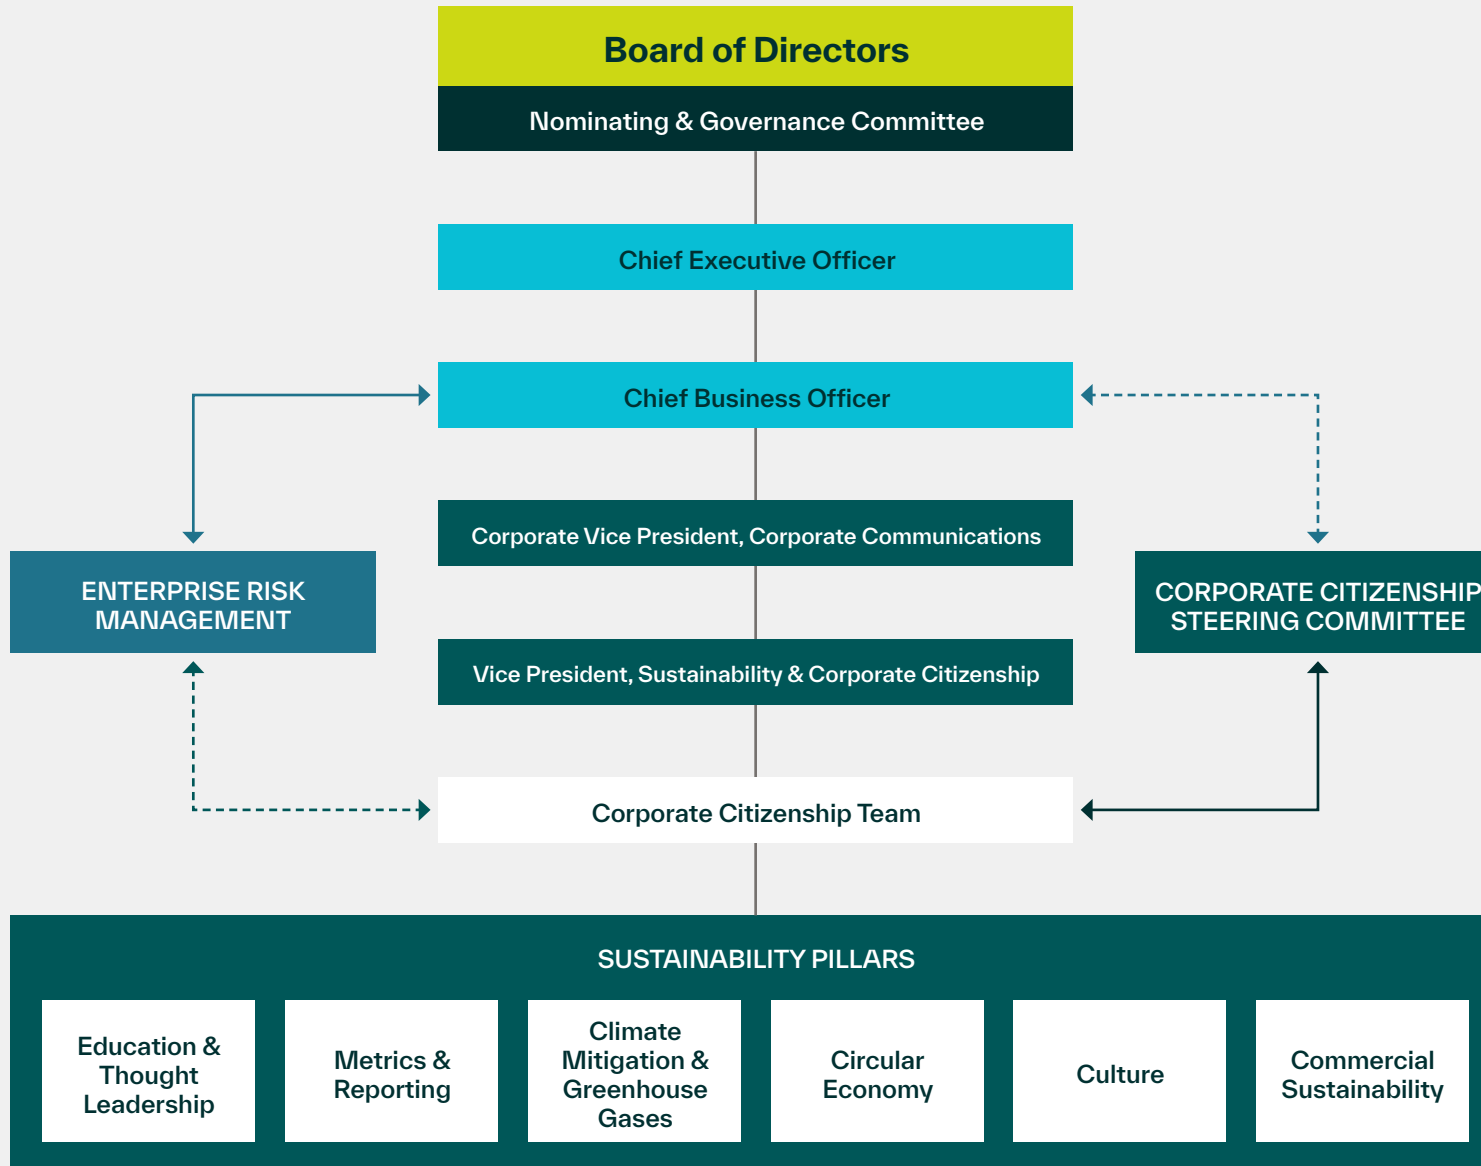 Board of Directors
Nominating & Governance Committee
Chief Executive Officer
Chief Business Officer
Corporate Vice President, Corporate Communications
ENTERPRISE RISK
MANAGEMENT
CORPORATE CITIZENSHIP
STEERING COMMITTEE
Vice President, Sustainability & Corporate Citizenship
Corporate Citizenship Team
SUSTAINABILITY PILLARS
Education &
Thought
Leadership
Metrics &
Reporting
Climate
Mitigation &
Greenhouse
Gases
Circular
Economy
Culture
Commercial
Sustainability